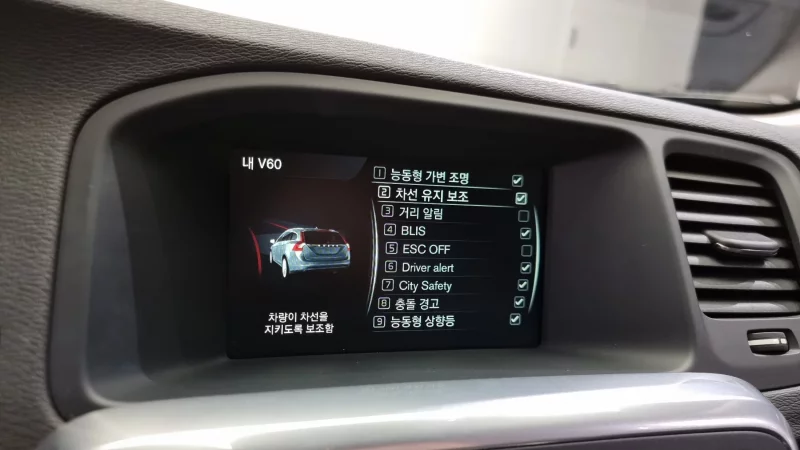 내 V60
1 능동형 가변 조명
2 차선 유지 보조
3 거리 알림
4 BLIS
5 ESC OFF
6 Driver alert
7 City Safety
8 충돌 경고
9 능동형 상향등
차량이 차선을
지키도록 보조함